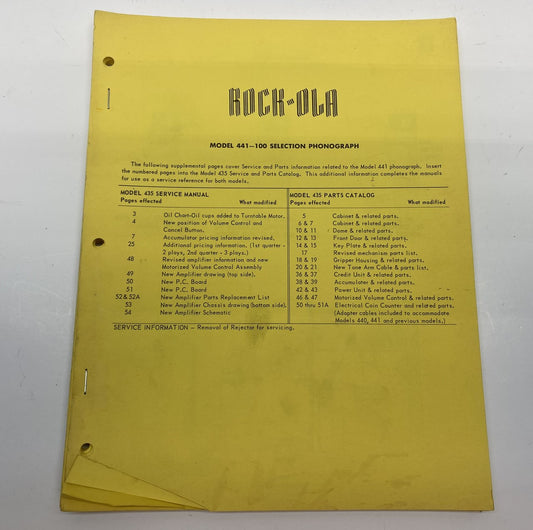 ROCK-OLA
MODEL 441—100 SELECTION PHONOGRAPH
The following supplemental pages cover Service and Parts information related to the Model 441 phonograph. Insert
the numbered pages into the Model 435 Service and Parts Catalog. This additional information completes the manuals
for use as a service reference for both models.
MODEL 435 SERVICE MANUAL
Pages effected What modified
3 Oil Chart-Oil cups added to Turntable Motor.
4 New position of Volume Control and
Cancel Button.
7 Accumulator pricing information revised.
25 Additional pricing information. (1st quarter -
2 plays, 2nd quarter - 3 plays.)
48 Revised amplifier information and new
Motorized Volume Control Assembly
49 New Amplifier drawing (top side).
50 New P.C. Board
51 New P.C. Board
52 & 52A New Amplifier Parts Replacement List
53 New Amplifier Chassis drawing (bottom side).
54 New Amplifier Schematic
MODEL 435 PARTS CATALOG
Pages effected What modified
5 Cabinet & related parts.
6 & 7 Cabinet & related parts.
10 & 11 Dome & related parts.
12 & 13 Front Door & related parts.
14 & 15 Key Plate & related parts.
17 Revised mechanism parts list.
18 & 19 Gripper Housing & related parts.
20 & 21 New Tone Arm Cable & parts list.
36 & 37 Credit Unit & related parts.
38 & 39 Accumulator & related parts.
42 & 43 Power Unit & related parts.
46 & 47 Motorized Volume Control & related parts.
50 thru 51A Electrical Coin Counter and related parts.
(Adapter cables included to accommodate
Models 440, 441 and previous models.)
SERVICE INFORMATION – Removal of Rejector for servicing.